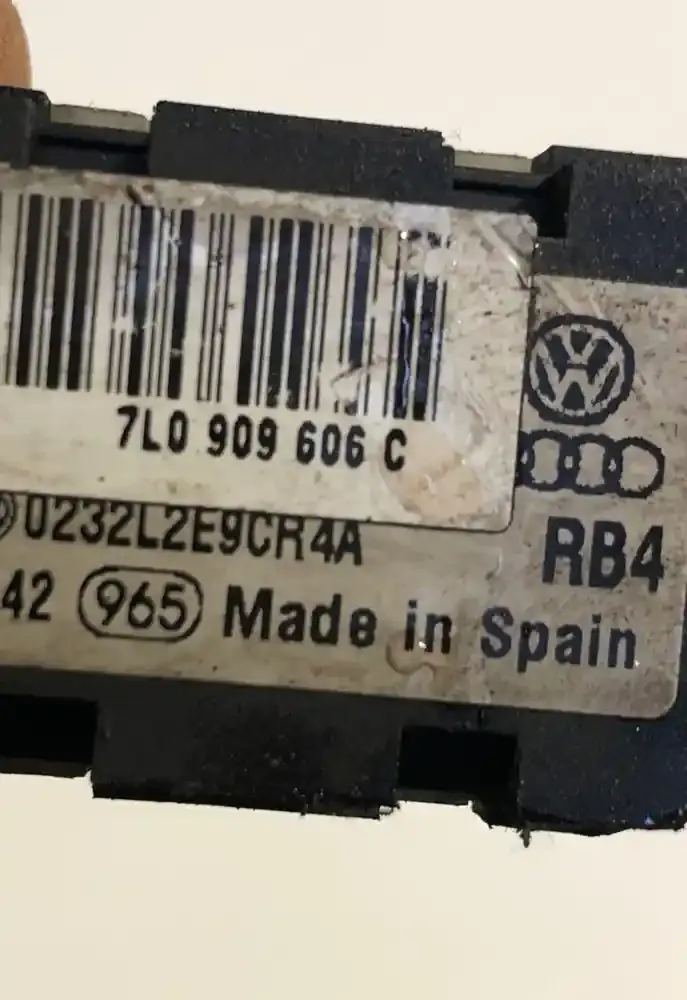 7L0 909 606 C
0232L2E9CR4A
RB4
42 965 Made in Spain